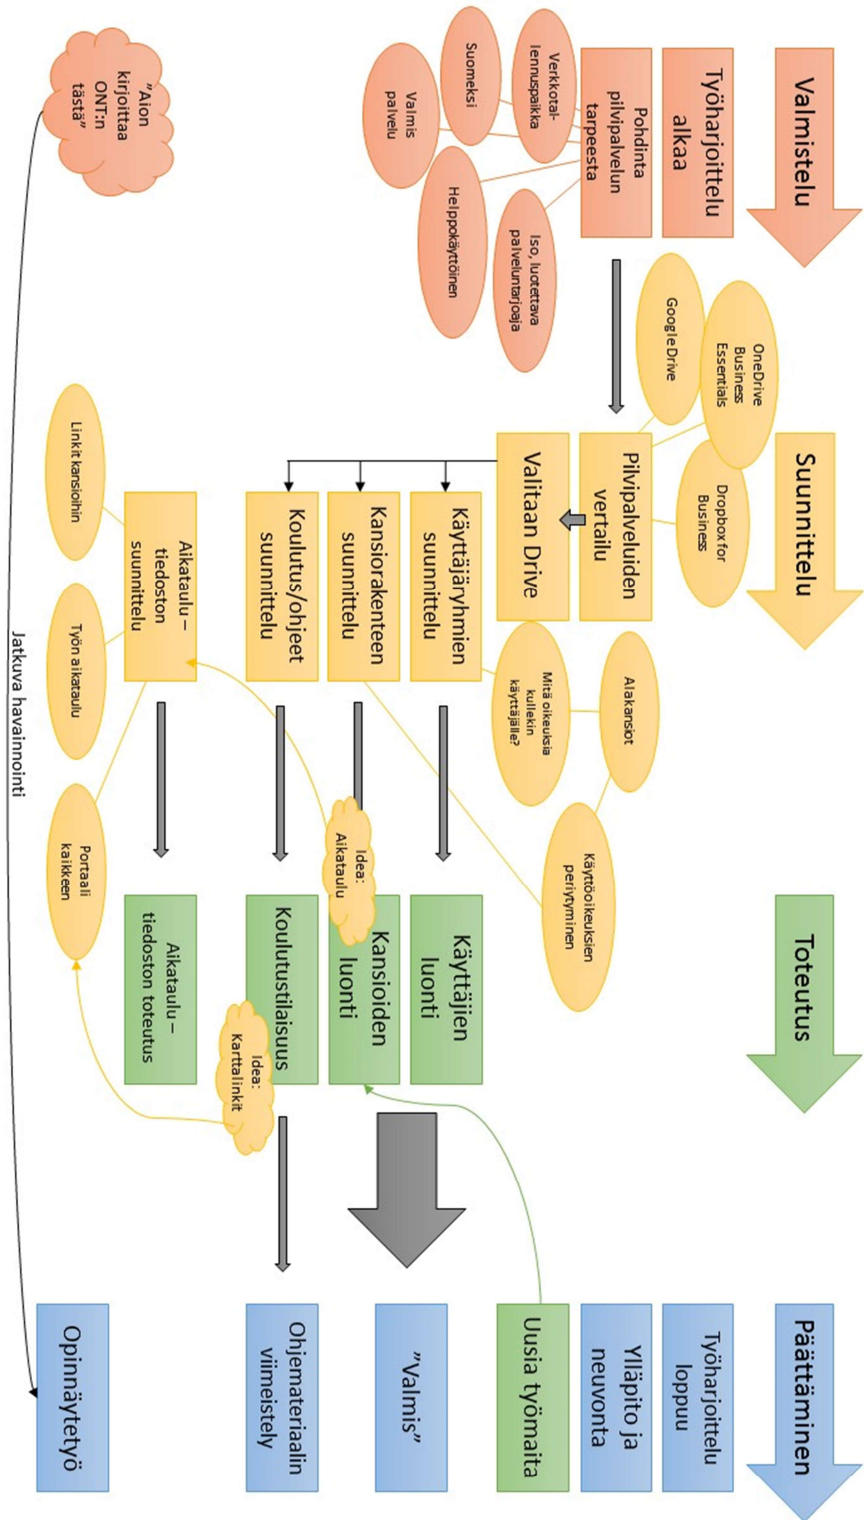 Valmistelu
Työharjoittelu
alkaa
Pohdinta
pilvipalvelun
tarpeesta
Verkkotal-
lennuspaikka
Suomeksi
Valmis
palvelu
Helppokäyttöinen
Iso, luotettava
palveluntarjoaja
"Aion
kirjoittaa
ONT:n
tästä"
Suunnittelu
GoogleDrive
OneDrive
Business
Essentials
Dropbox for
Business
Pilvipalveluiden
vertailu
Valitaan Drive
Käyttäjäryhmien
suunnittelu
Kansiorakenteen
suunnittelu
Koulutus/ohjeet
suunnittelu
Aikataulu –
tiedoston
suunnittelu
Linkit kansioihin
Työn aikataulu
Portaali
kaikkeen
Alakansiot
Mitä oikeuksia
kullekin
käyttäjälle?
Käyttöoikeuksien
periytyminen
Idea:
Aikataulu
Toteutus
Käyttäjien
luonti
Kansioiden
luonti
Koulutustilaisuus
Idea:
Karttalinkit
Aikataulu –
tiedoston toteutus
Päättäminen
Työharjoittelu
loppuu
Ylläpito ja
neuvonta
Uusia työmaita
"Valmis"
Ohjemateriaalin
viimeistely
Opinnäytetyö
Jatkuva havainnointi